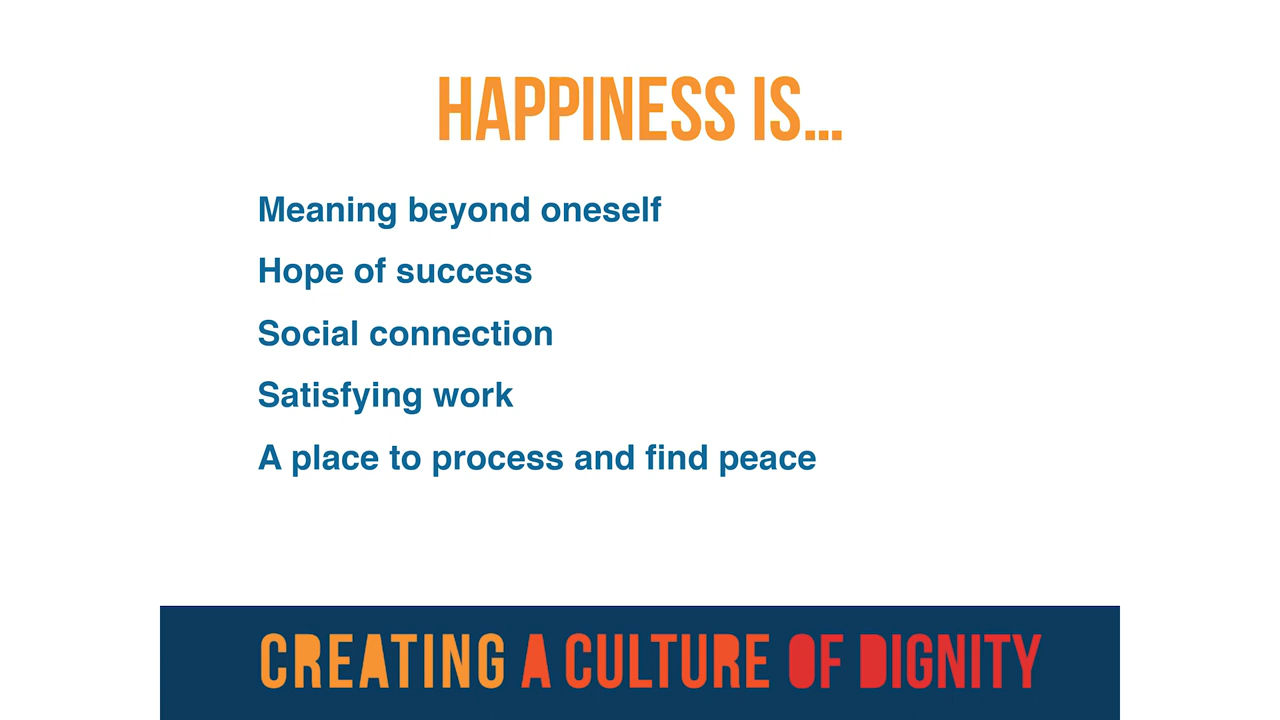 HAPPINESS IS...
Meaning beyond oneself
Hope of success
Social connection
Satisfying work
A place to process and find peace
CREATING A CULTURE OF DIGNITY